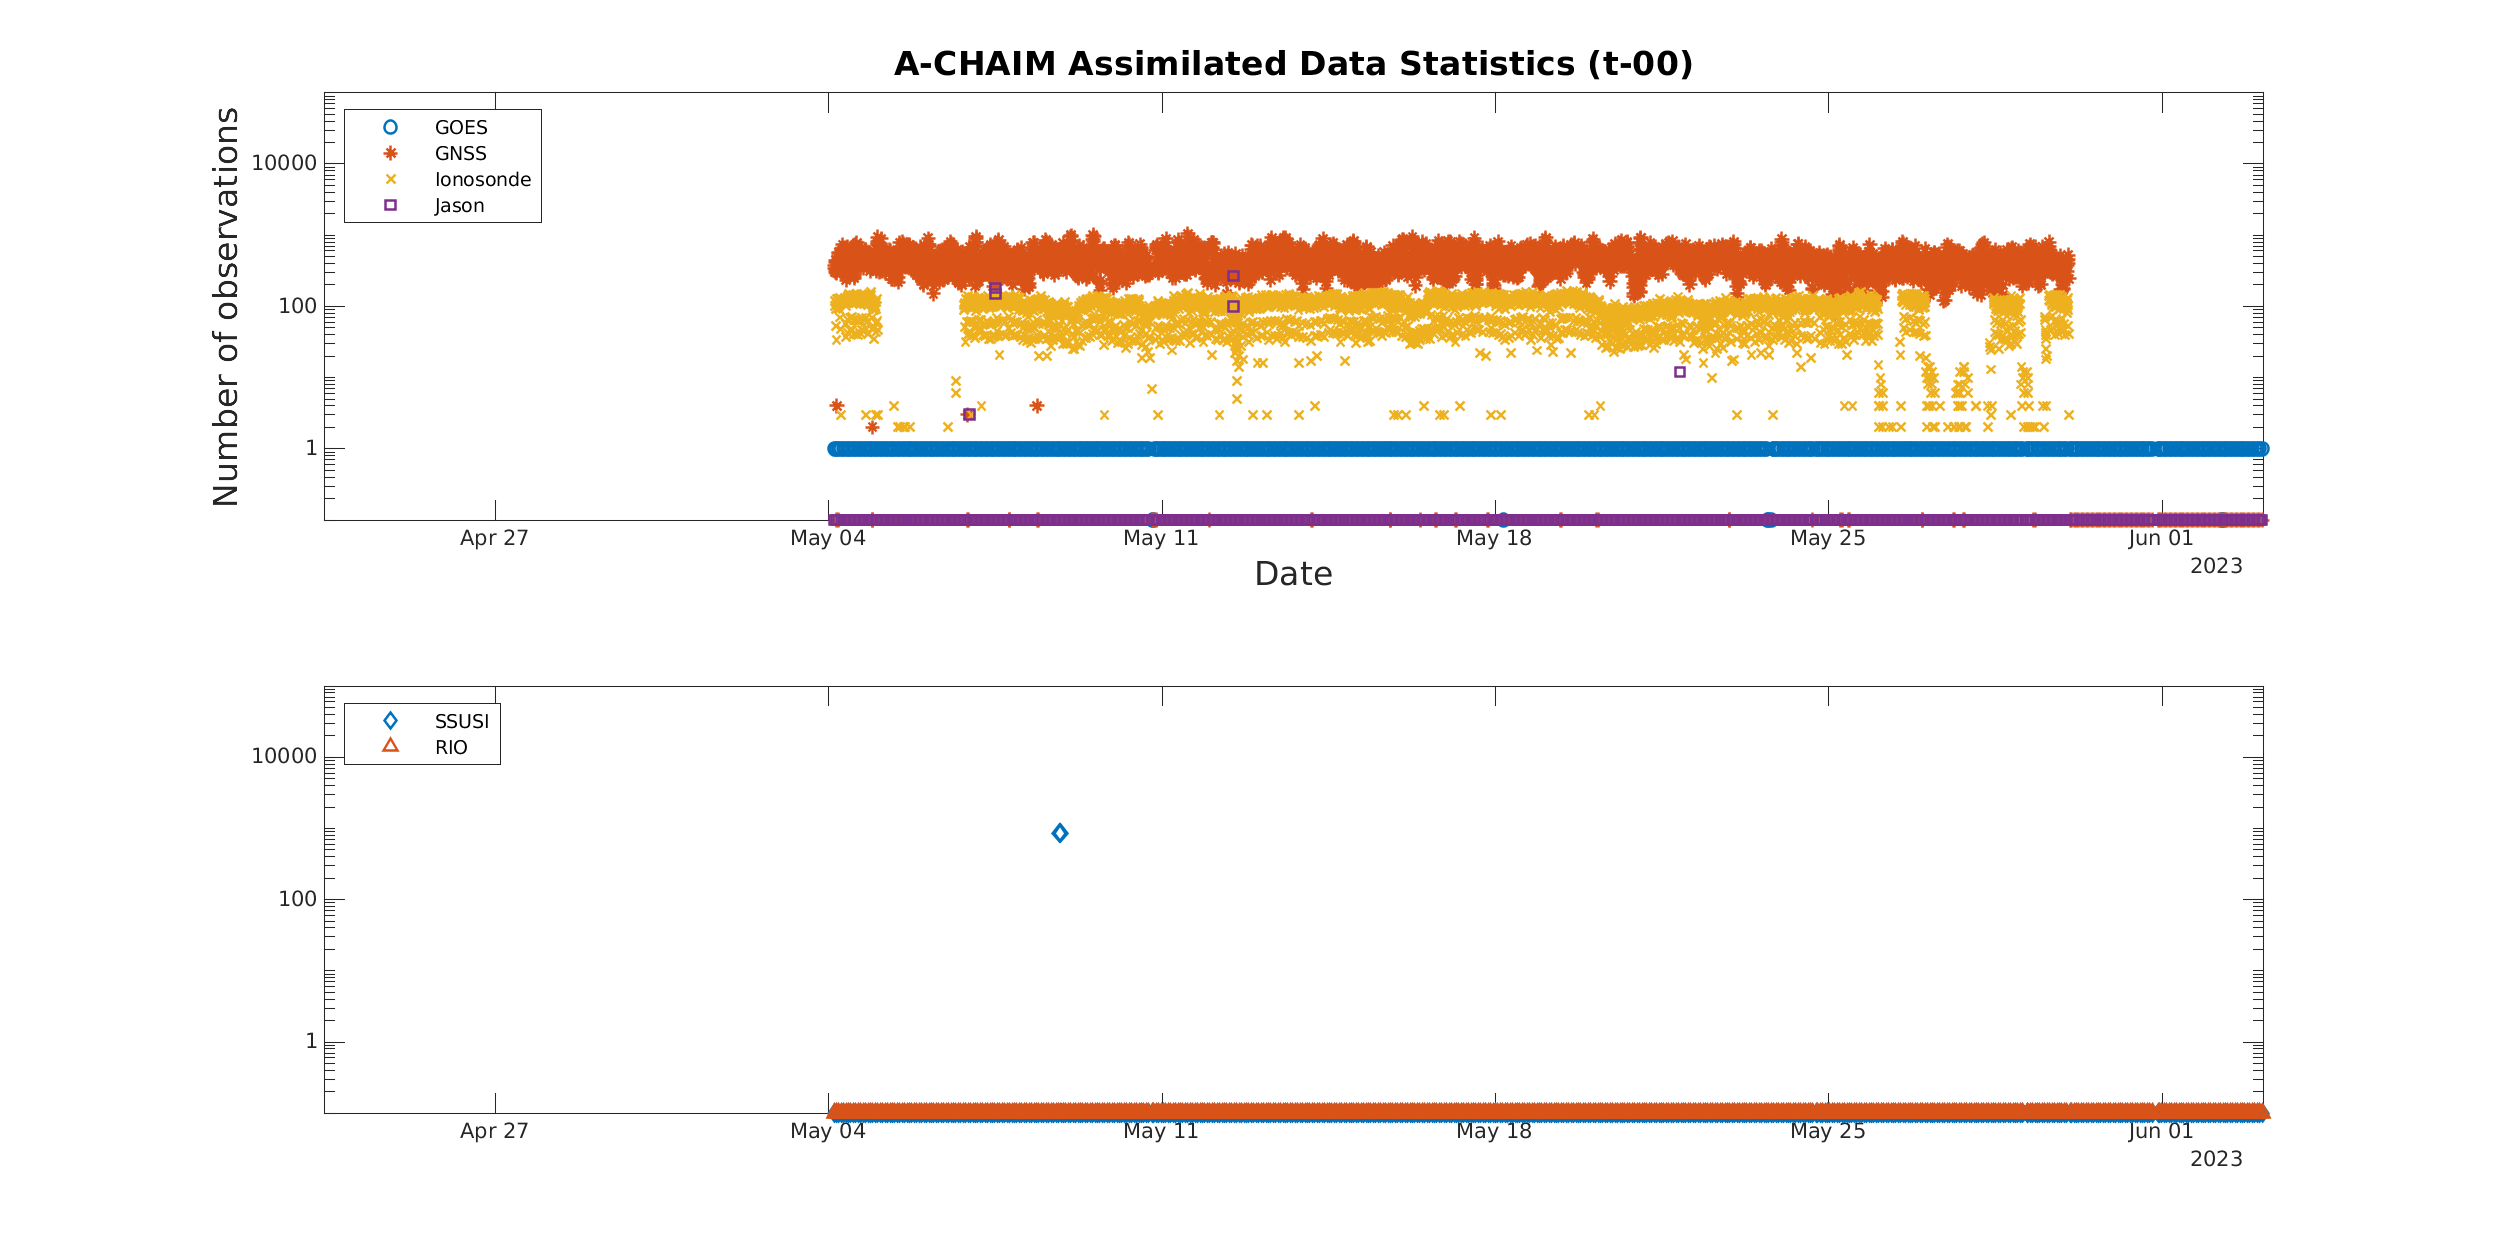 A-CHAIM Assimilated Data Statistics (t-00)
Number of observations
10000
100
1
GOES
GNSS
Ionosonde
Jason
Apr 27
May 04
May 11
May 18
May 25
Jun 01
2023
Date
10000
100
1
SSUSI
RIO
Apr 27
May 04
May 11
May 18
May 25
Jun 01
2023